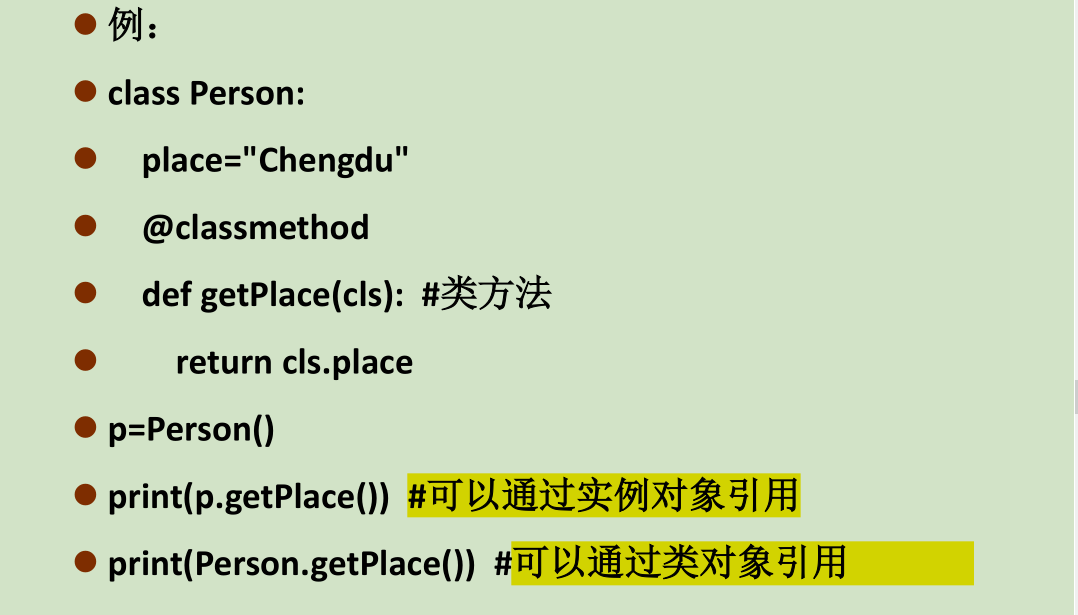 ● 例：
● class Person:
●    place="Chengdu"
●    @classmethod
●    def getPlace(cls):  #类方法
●       return cls.place
● p=Person()
● print(p.getPlace())  #可以通过实例对象引用
● print(Person.getPlace())  #可以通过类对象引用